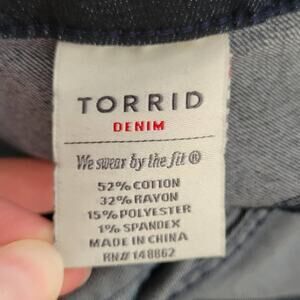 TORRID
DENIM
We swear by the fit ®
52% COTTON
32% RAYON
15% POLYESTER
1% SPANDEX
MADE IN CHINA
RN# 148862